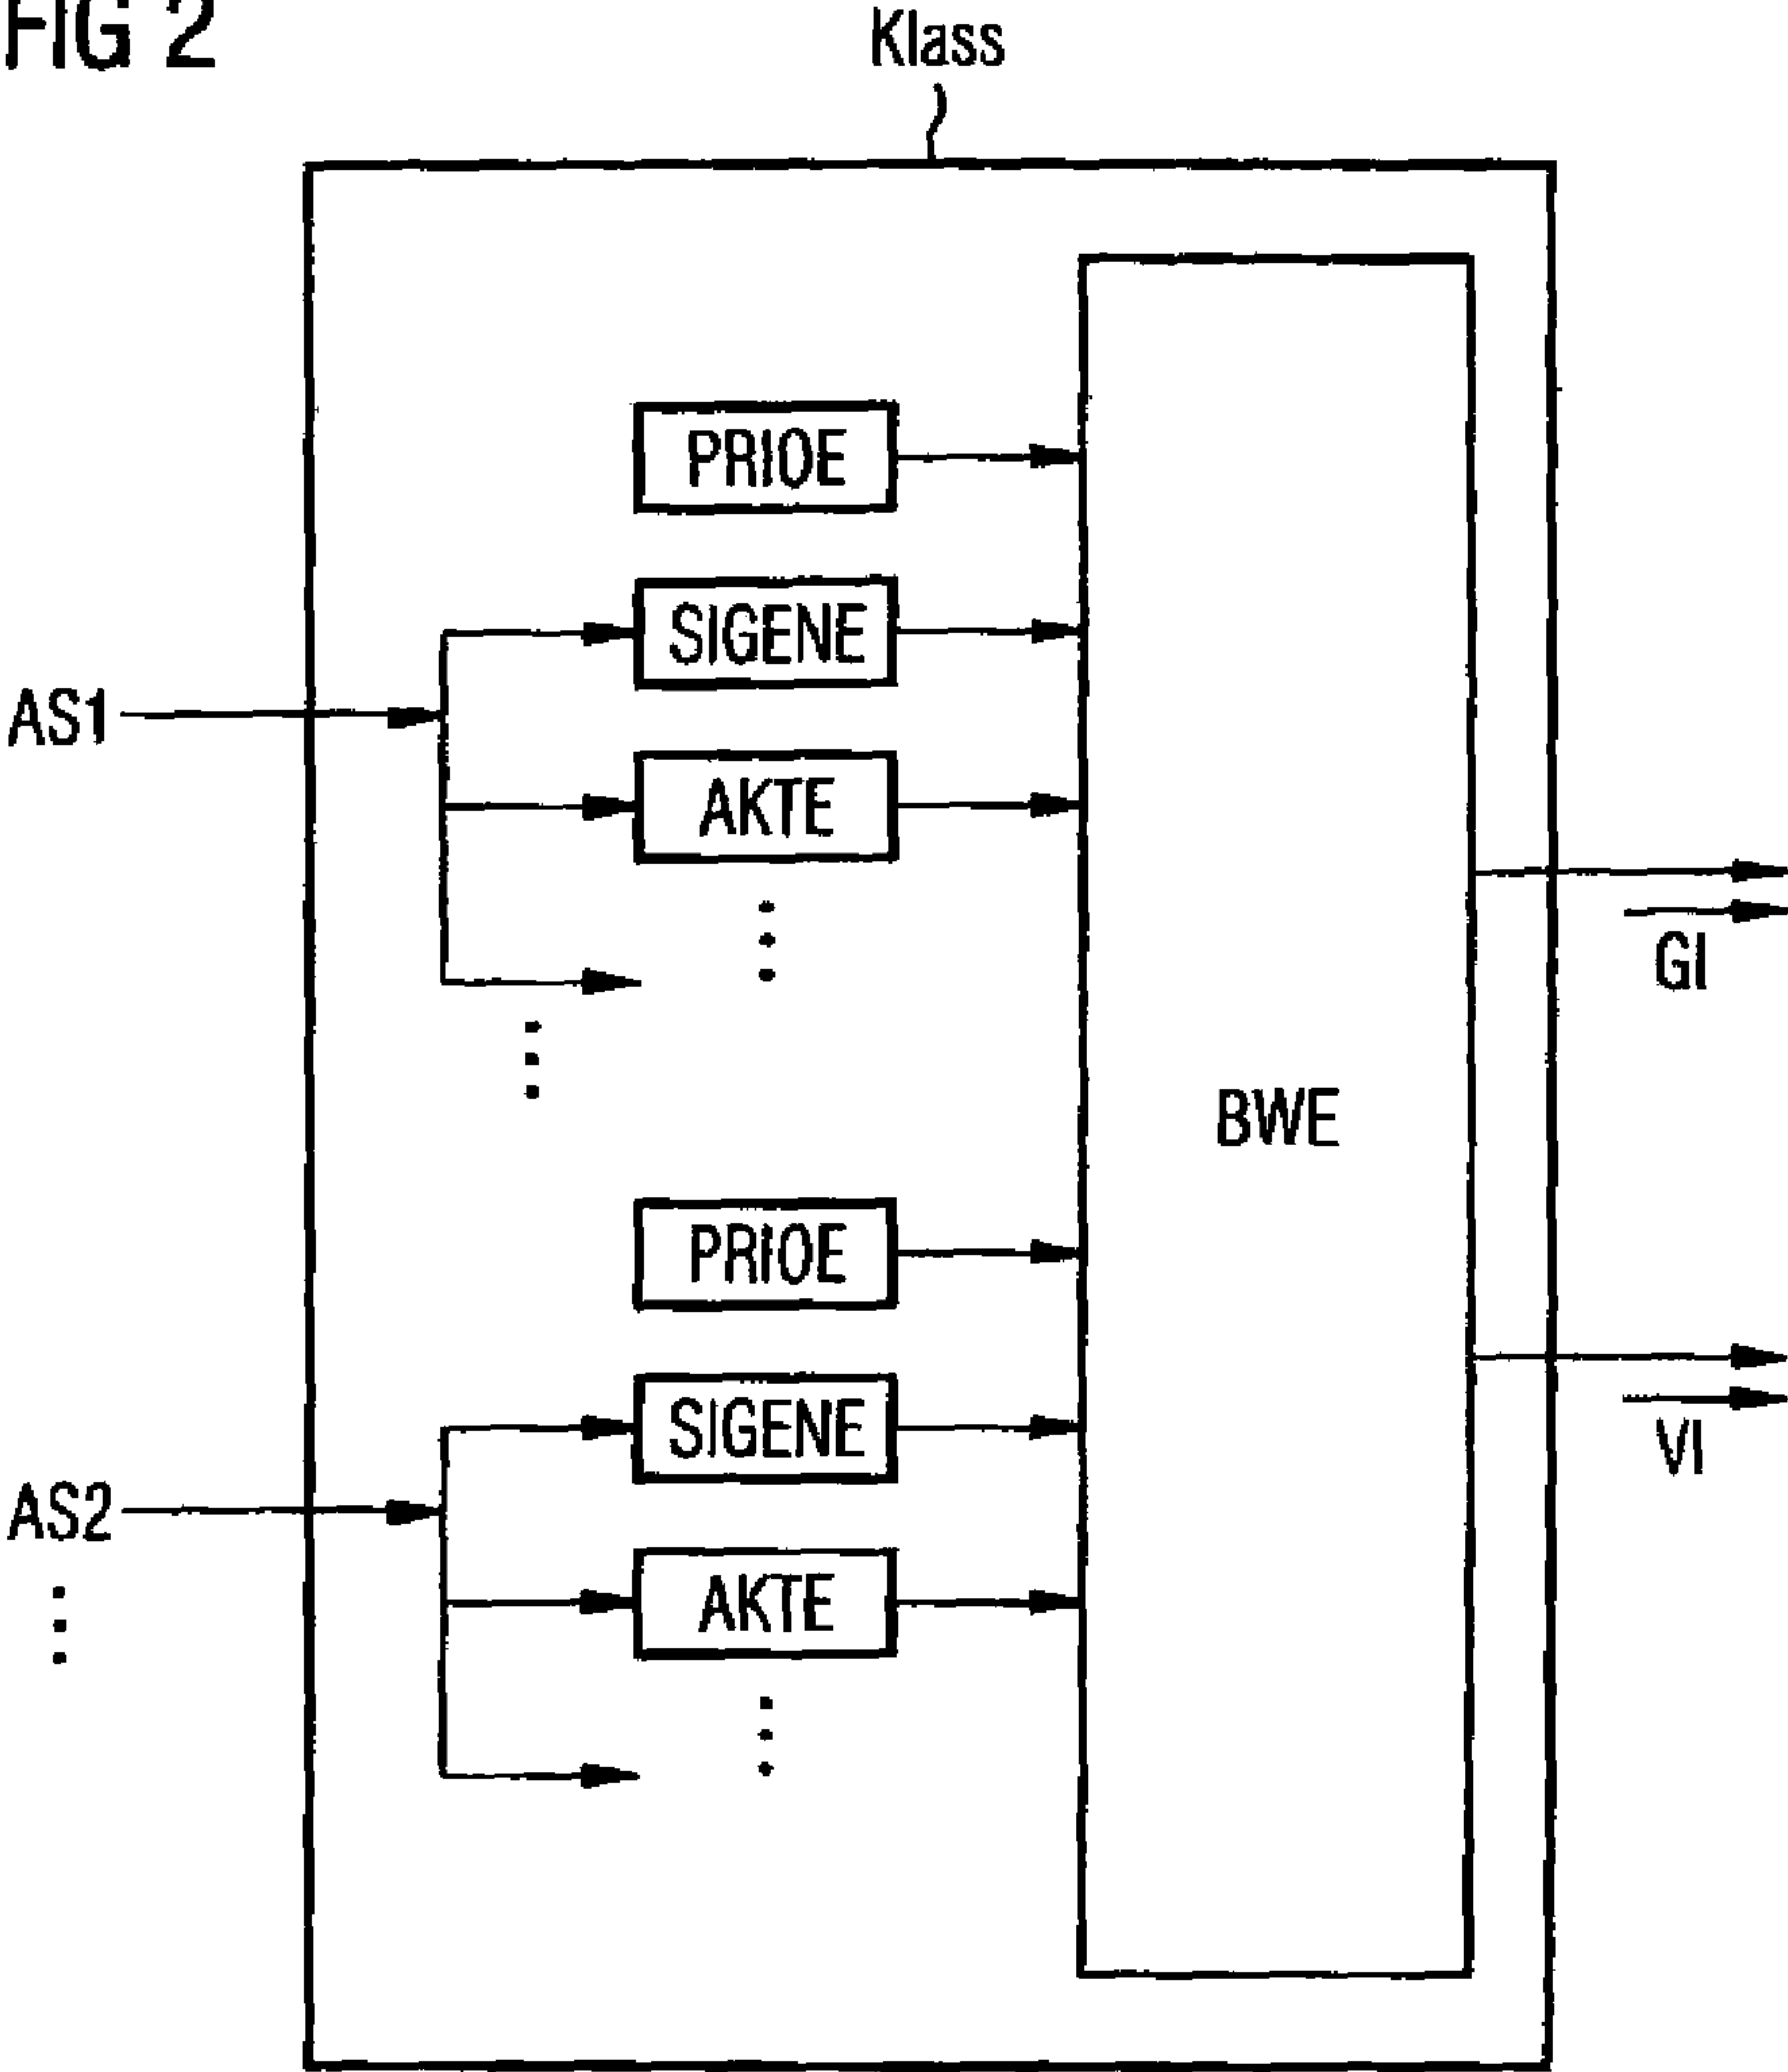 FIG 2
Klass
PRIOE
SIGENE
AS1
AKTE
GI
BWE
PRIOE
SIGENE
VI
AS2
AKTE